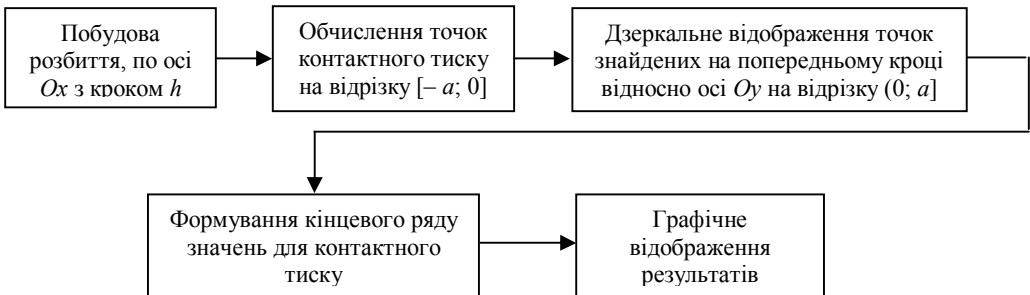 Побудова
розбиття, по осі
Ox з кроком h
Обчислення точок
контактного тиску
на відрізку [– a; 0]
Дзеркальне відображення точок
знайдених на попередньому кроці
відносно осі Oy на відрізку (0; a]
Формування кінцевого ряду
значень для контактного
тиску
Графічне
відображення
результатів